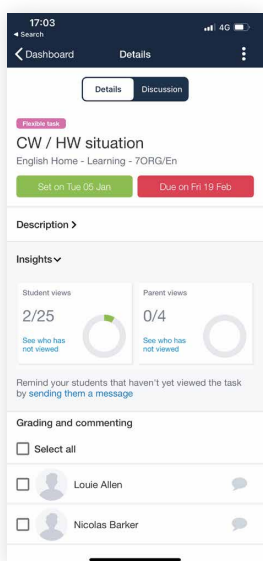 17:03
4G
◂ Search
Dashboard
Details
Details
Discussion
Flexible task
CW / HW situation
English Home - Learning - 7ORG/En
Set on Tue 05 Jan
Due on Fri 19 Feb
Description
Insights
Student views
Parent views
2/25
0/4
See who has
not viewed
See who has
not viewed
Remind your students that haven't yet viewed the task
by sending them a message
Grading and commenting
Select all
Louie Allen
Nicolas Barker